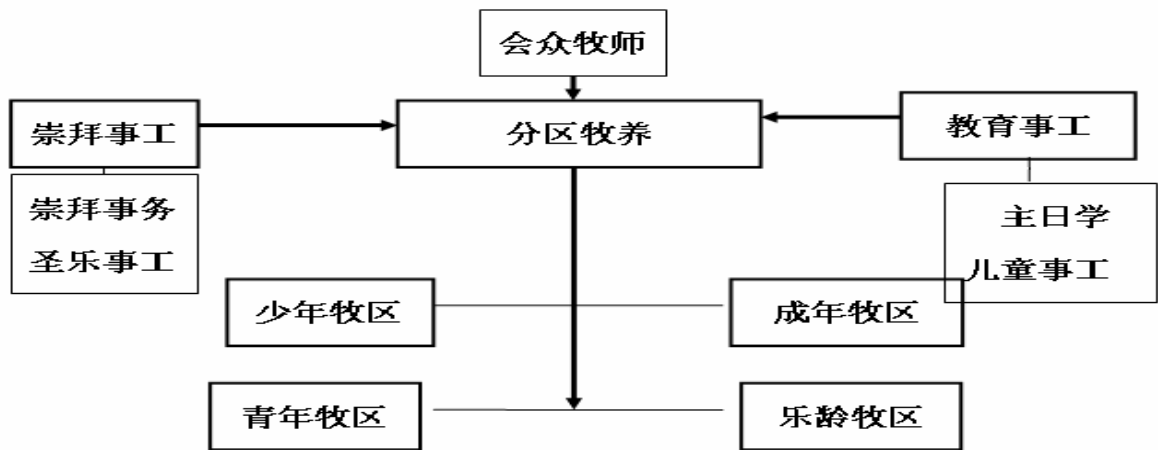 会众牧师
崇拜事工
分区牧养
教育事工
崇拜事务
圣乐事工
主日学
儿童事工
少年牧区
成年牧区
青年牧区
乐龄牧区